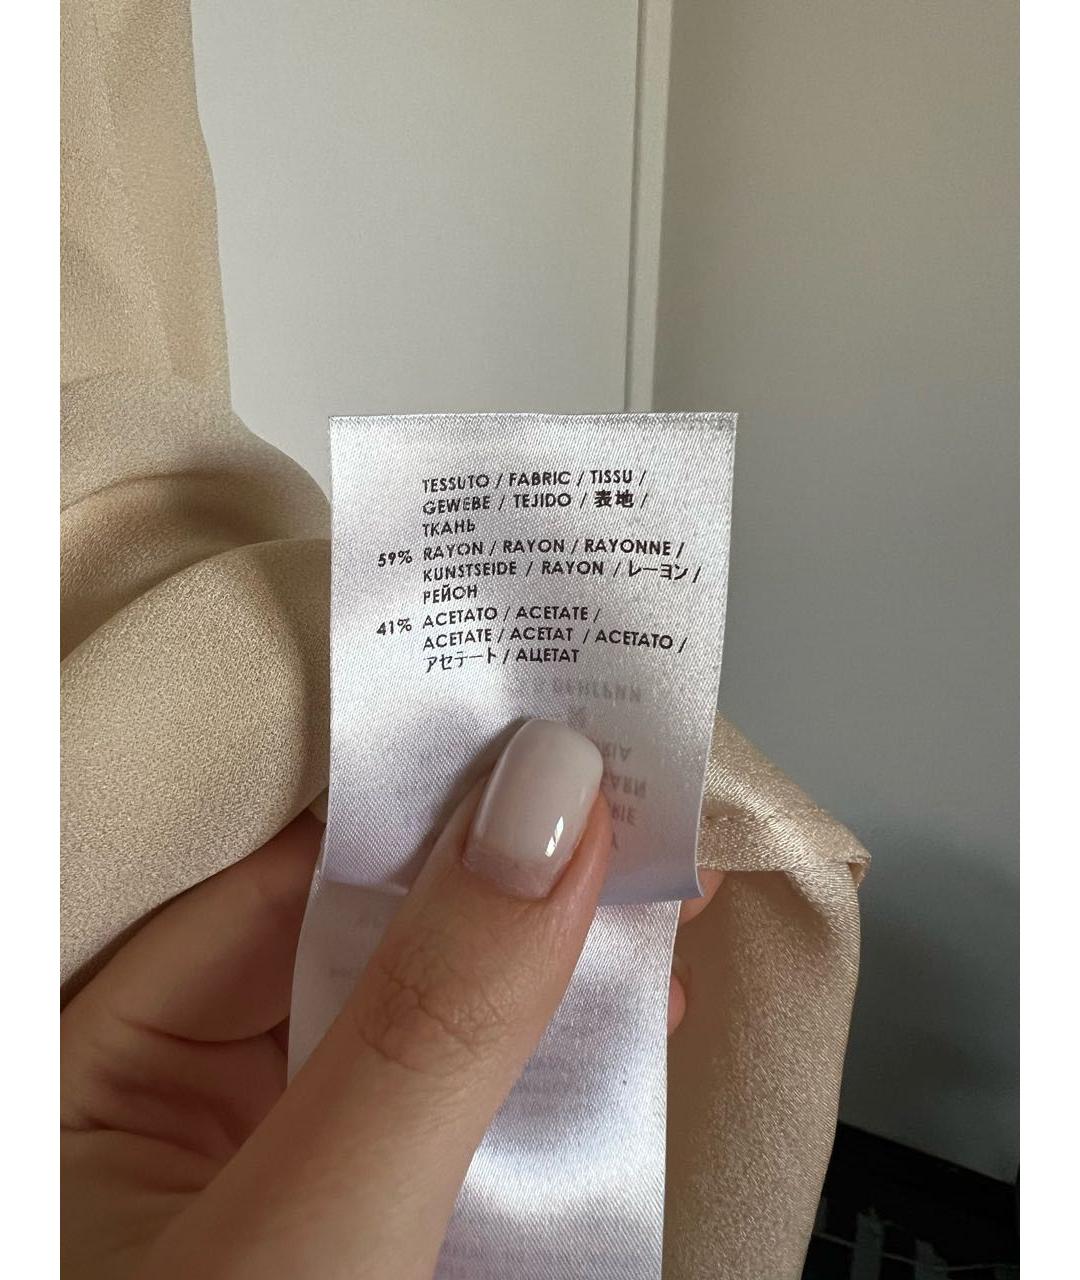 TESSUTO / FABRIC / TISSU /
GEWEBE / TEJIDO / 表地 /
ТКАНЬ
59% RAYON / RAYON / RAYONNE /
KUNSTSEIDE / RAYON / レーヨン /
РЕЙОН
41% ACETATO / ACETATE /
ACETATE / ACETAT / ACETATO /
アセテート / АЦЕТАТ